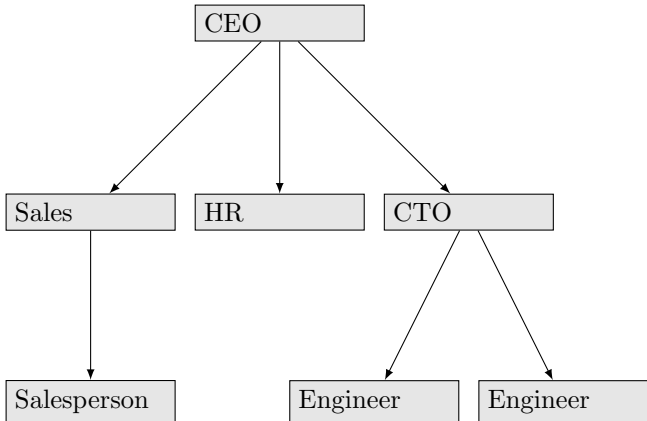 CEO
Sales
HR
CTO
Salesperson
Engineer
Engineer